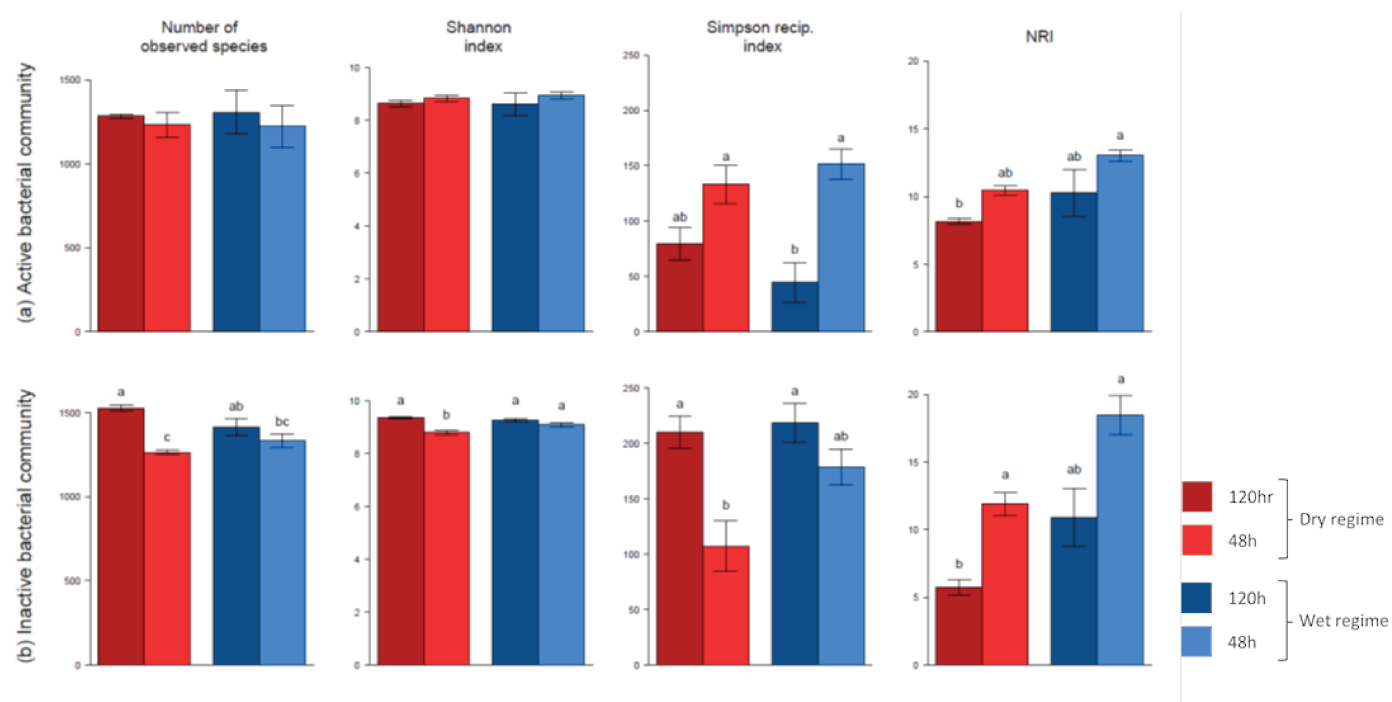 Number of
observed species
Shannon
index
Simpson recip.
index
NRI
(a) Active bacterial community
1500
1000
500
0
10
8
6
4
2
0
250
200
150
100
50
0
ab
a
b
a
20
15
10
5
0
b
ab
ab
a
(b) Inactive bacterial community
1500
1000
500
0
a
c
ab
bc
10
8
6
4
2
0
a
b
a
a
250
200
150
100
50
0
a
b
a
ab
20
15
10
5
0
b
a
ab
a
120hr
48h
Dry regime
120h
48h
Wet regime